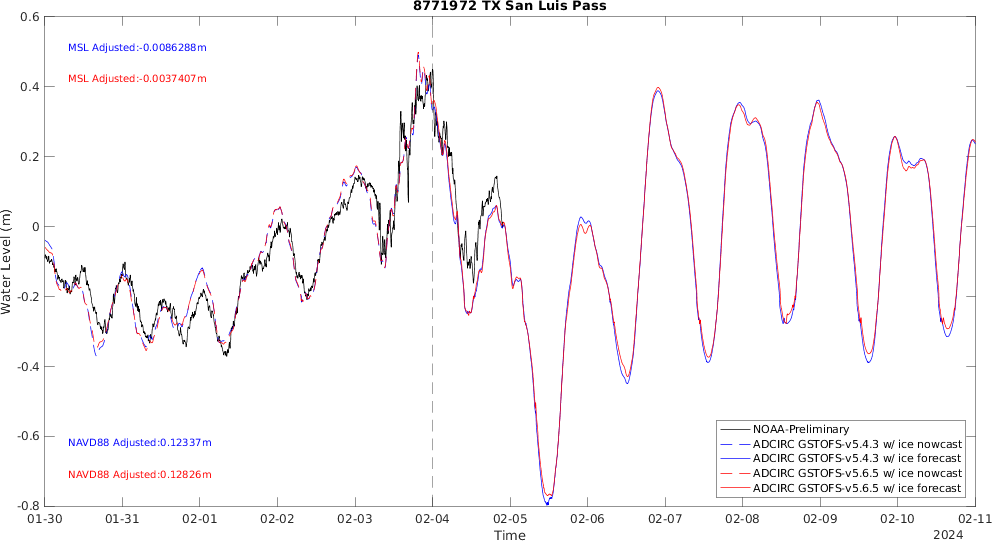 8771972 TX San Luis Pass
0.6
0.4
0.2
0
-0.2
-0.4
-0.6
-0.8
Water Level (m)
MSL Adjusted:-0.0086288m
MSL Adjusted:-0.0037407m
NAVD88 Adjusted:0.12337m
NAVD88 Adjusted:0.12826m
NOAA-Preliminary
ADCIRC GSTOFS-v5.4.3 w/ ice nowcast
ADCIRC GSTOFS-v5.4.3 w/ ice forecast
ADCIRC GSTOFS-v5.6.5 w/ ice nowcast
ADCIRC GSTOFS-v5.6.5 w/ ice forecast
01-30 01-31 02-01 02-02 02-03 02-04 02-05 02-06 02-07 02-08 02-09 02-10 02-11
Time
2024